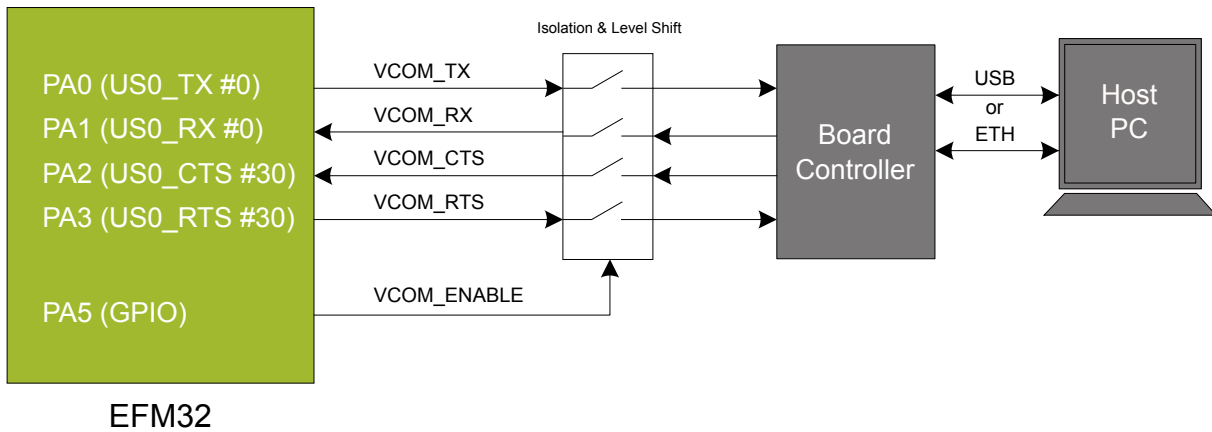 Isolation & Level Shift
PA0 (US0_TX #0)
VCOM_TX
PA1 (US0_RX #0)
VCOM_RX
PA2 (US0_CTS #30)
VCOM_CTS
PA3 (US0_RTS #30)
VCOM_RTS
PA5 (GPIO)
VCOM_ENABLE
Board
Controller
USB
or
ETH
Host
PC
EFM32